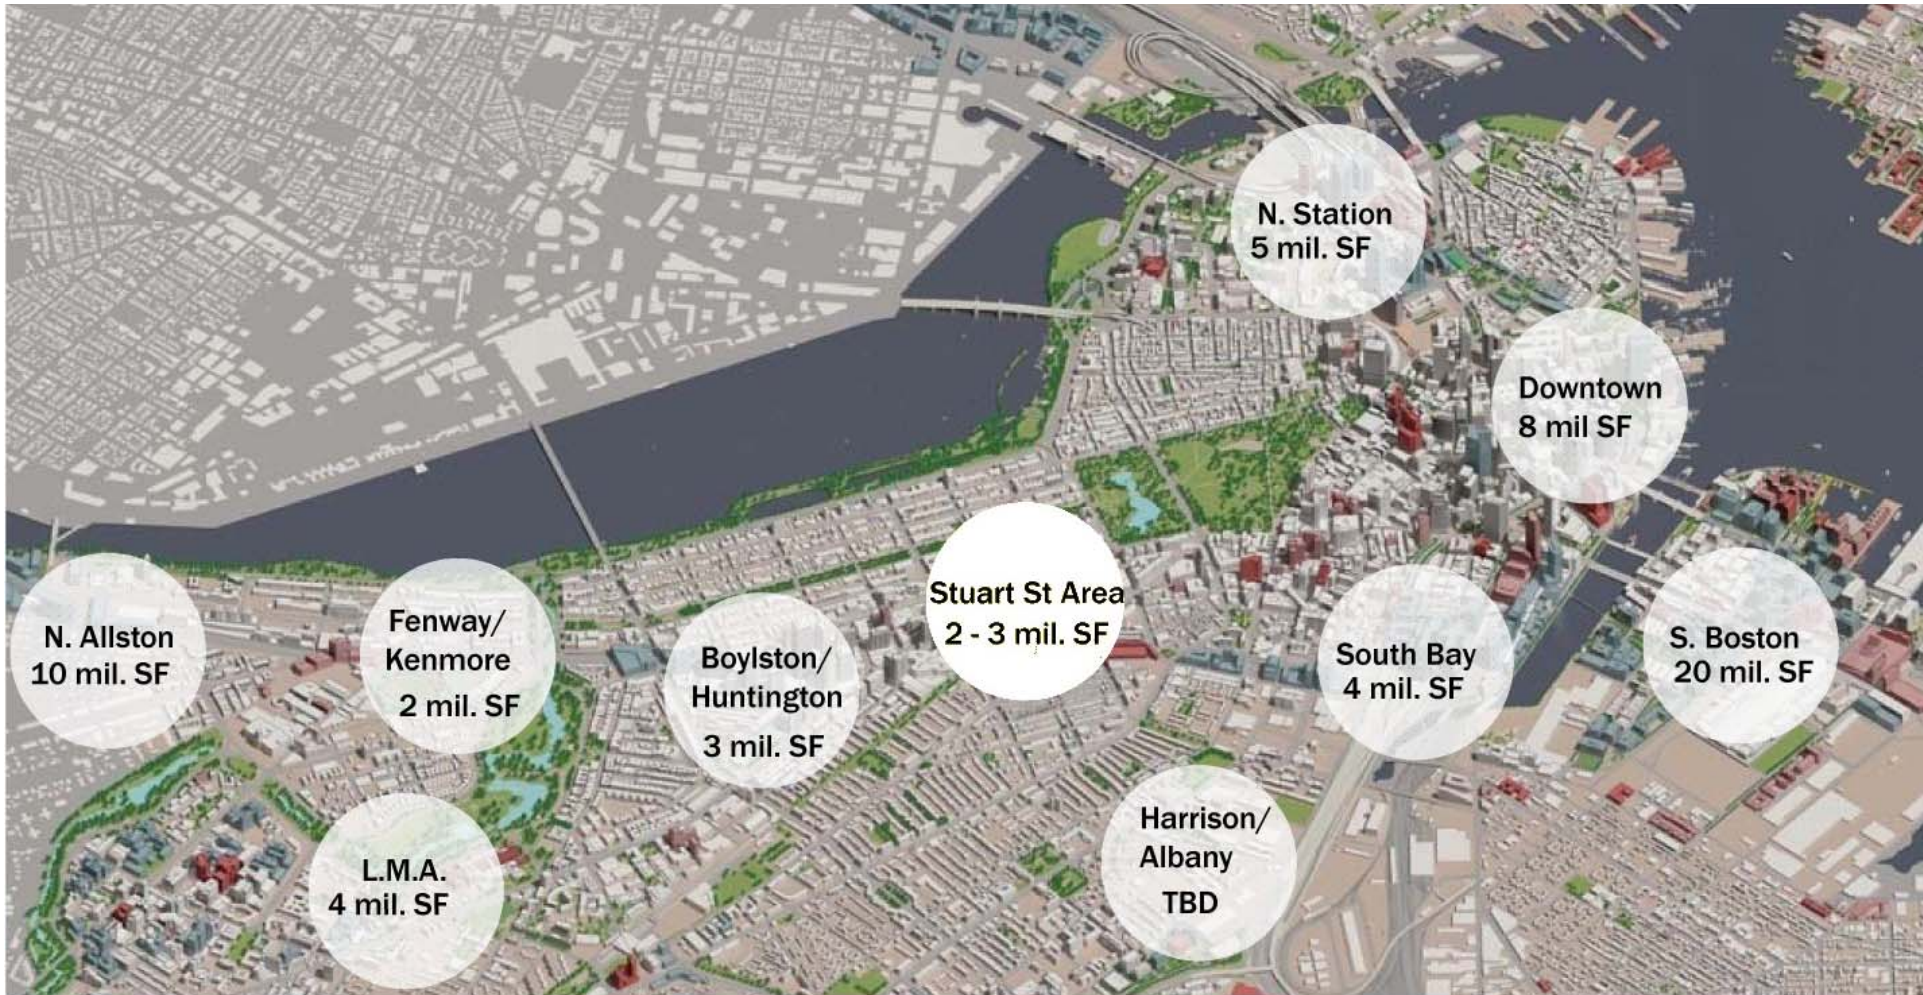 N. Station
5 mil. SF
Downtown
8 mil SF
Stuart St Area
2 - 3 mil. SF
N. Allston
10 mil. SF
Fenway/
Kenmore
2 mil. SF
Boylston/
Huntington
3 mil. SF
South Bay
4 mil. SF
S. Boston
20 mil. SF
L.M.A.
4 mil. SF
Harrison/
Albany
TBD